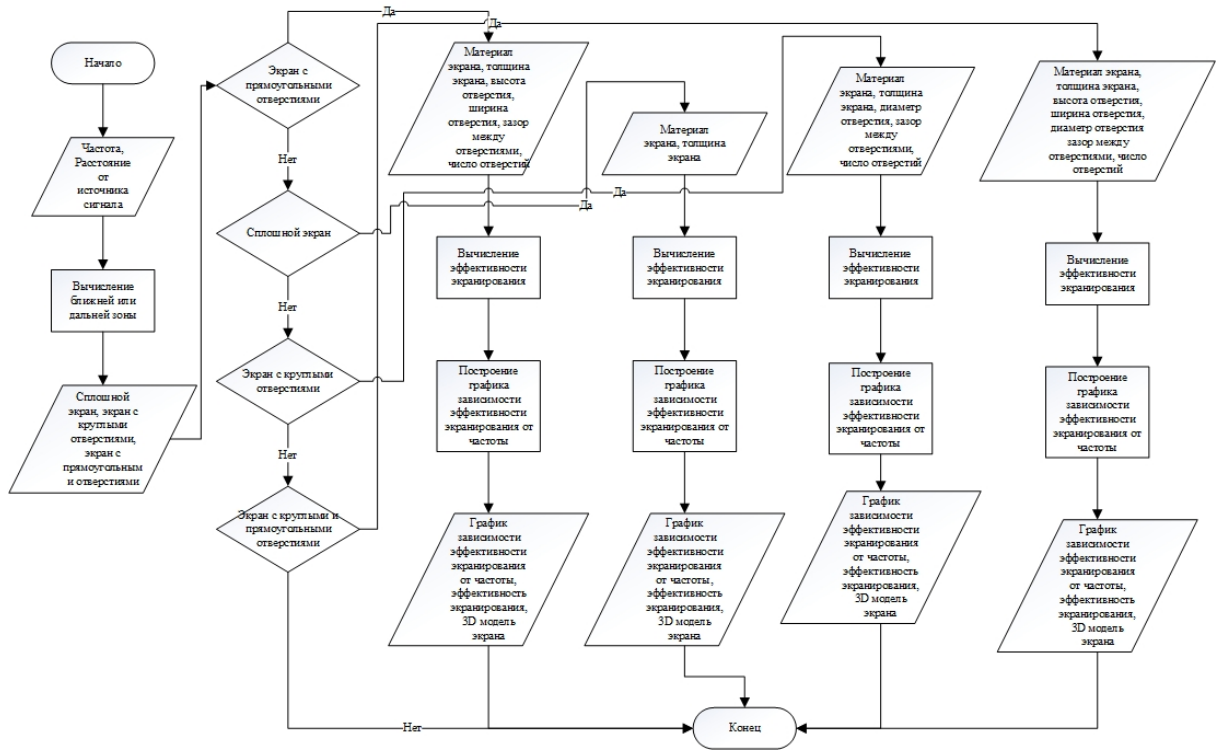 Начало
Частота,
Расстояние
от
источника
сигнала
Вычисление
ближней или
дальней зоны
Сплошной
экран, экран с
круглыми
отверстиями,
экран с
прямоугольным
и отверстиями
Экран с
прямоугольными
отверстиями
Да
Нет
Сплошной экран
Да
Нет
Экран с круглыми
отверстиями
Да
Нет
Экран с круглыми и
прямоугольными
отверстиями
Да
Нет
Материал
экрана, толщина
экрана, высота
отверстия,
ширина
отверстия, зазор
между
отверстиями,
число отверстий
Вычисление
эффективности
экранирования
Построение
графика
зависимости
эффективности
экранирования от
частоты
График
зависимости
эффективности
экранирования
от частоты,
эффективность
экранирования,
3D модель
экрана
Материал
экрана, толщина
экрана
Вычисление
эффективности
экранирования
Построение
графика
зависимости
эффективности
экранирования от
частоты
График
зависимости
эффективности
экранирования
от частоты,
эффективность
экранирования,
3D модель
экрана
Материал
экрана, толщина
экрана, диаметр
отверстия, зазор
между
отверстиями,
число отверстий
Вычисление
эффективности
экранирования
Построение
графика
зависимости
эффективности
экранирования от
частоты
График
зависимости
эффективности
экранирования
от частоты,
эффективность
экранирования,
3D модель
экрана
Материал экрана,
толщина экрана,
высота отверстия,
ширина отверстия,
диаметр отверстия
зазор между
отверстиями, число
отверстий
Вычисление
эффективности
экранирования
Построение
графика
зависимости
эффективности
экранирования от
частоты
График
зависимости
эффективности
экранирования
от частоты,
эффективность
экранирования,
3D модель
экрана
Конец